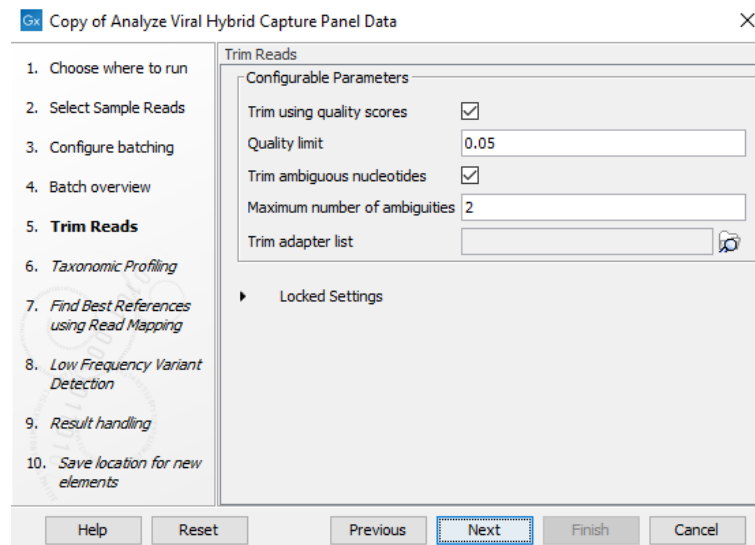 Gx Copy of Analyze Viral Hybrid Capture Panel Data
1. Choose where to run
2. Select Sample Reads
3. Configure batching
4. Batch overview
5. Trim Reads
6. Taxonomic Profiling
7. Find Best References
using Read Mapping
8. Low Frequency Variant
Detection
9. Result handling
10. Save location for new
elements
Trim Reads
Configurable Parameters
Trim using quality scores
Quality limit 0.05
Trim ambiguous nucleotides
Maximum number of ambiguities 2
Trim adapter list
Locked Settings
Help Reset Previous Next Finish Cancel